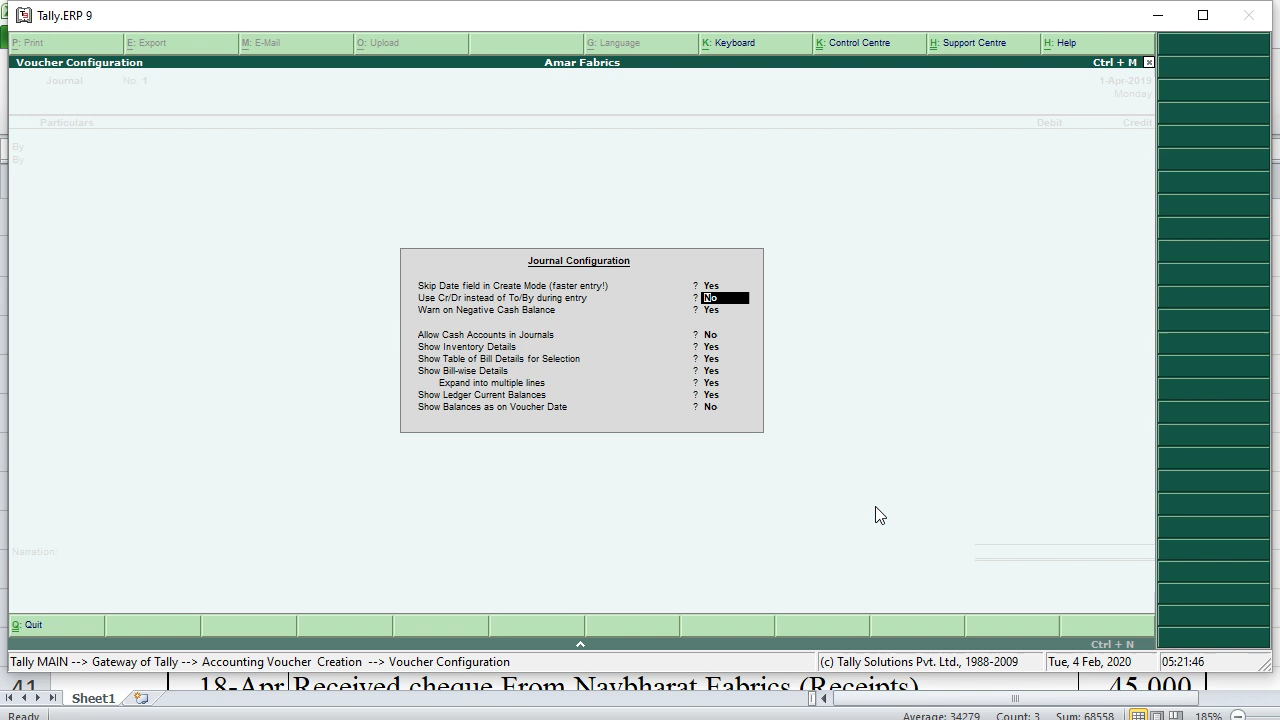 Tally.ERP 9
P: Print E: Export M: E-Mail O: Upload G: Language K: Keyboard K: Control Centre H: Support Centre H: Help
Voucher Configuration Amar Fabrics Ctrl + M
Journal No. 1 1-Apr-2019
Monday
Particulars Debit Credit
By
By
Journal Configuration
Skip Date field in Create Mode (faster entry!) ? Yes
Use Cr/Dr instead of To/By during entry ? No
Warn on Negative Cash Balance ? Yes
Allow Cash Accounts in Journals ? No
Show Inventory Details ? Yes
Show Table of Bill Details for Selection ? Yes
Show Bill-wise Details ? Yes
Expand into multiple lines ? Yes
Show Ledger Current Balances ? Yes
Show Balances as on Voucher Date ? No
Narration:
Q: Quit
Ctrl + N
Tally MAIN --> Gateway of Tally --> Accounting Voucher Creation --> Voucher Configuration (c) Tally Solutions Pvt. Ltd., 1988-2009 Tue, 4 Feb, 2020 05:21:46
41 18-Apr Received cheque From Navbharat Fabrics (Receipts) 45,000
Sheet1
Ready Average: 34279 Count: 3 Sum: 68558 185%